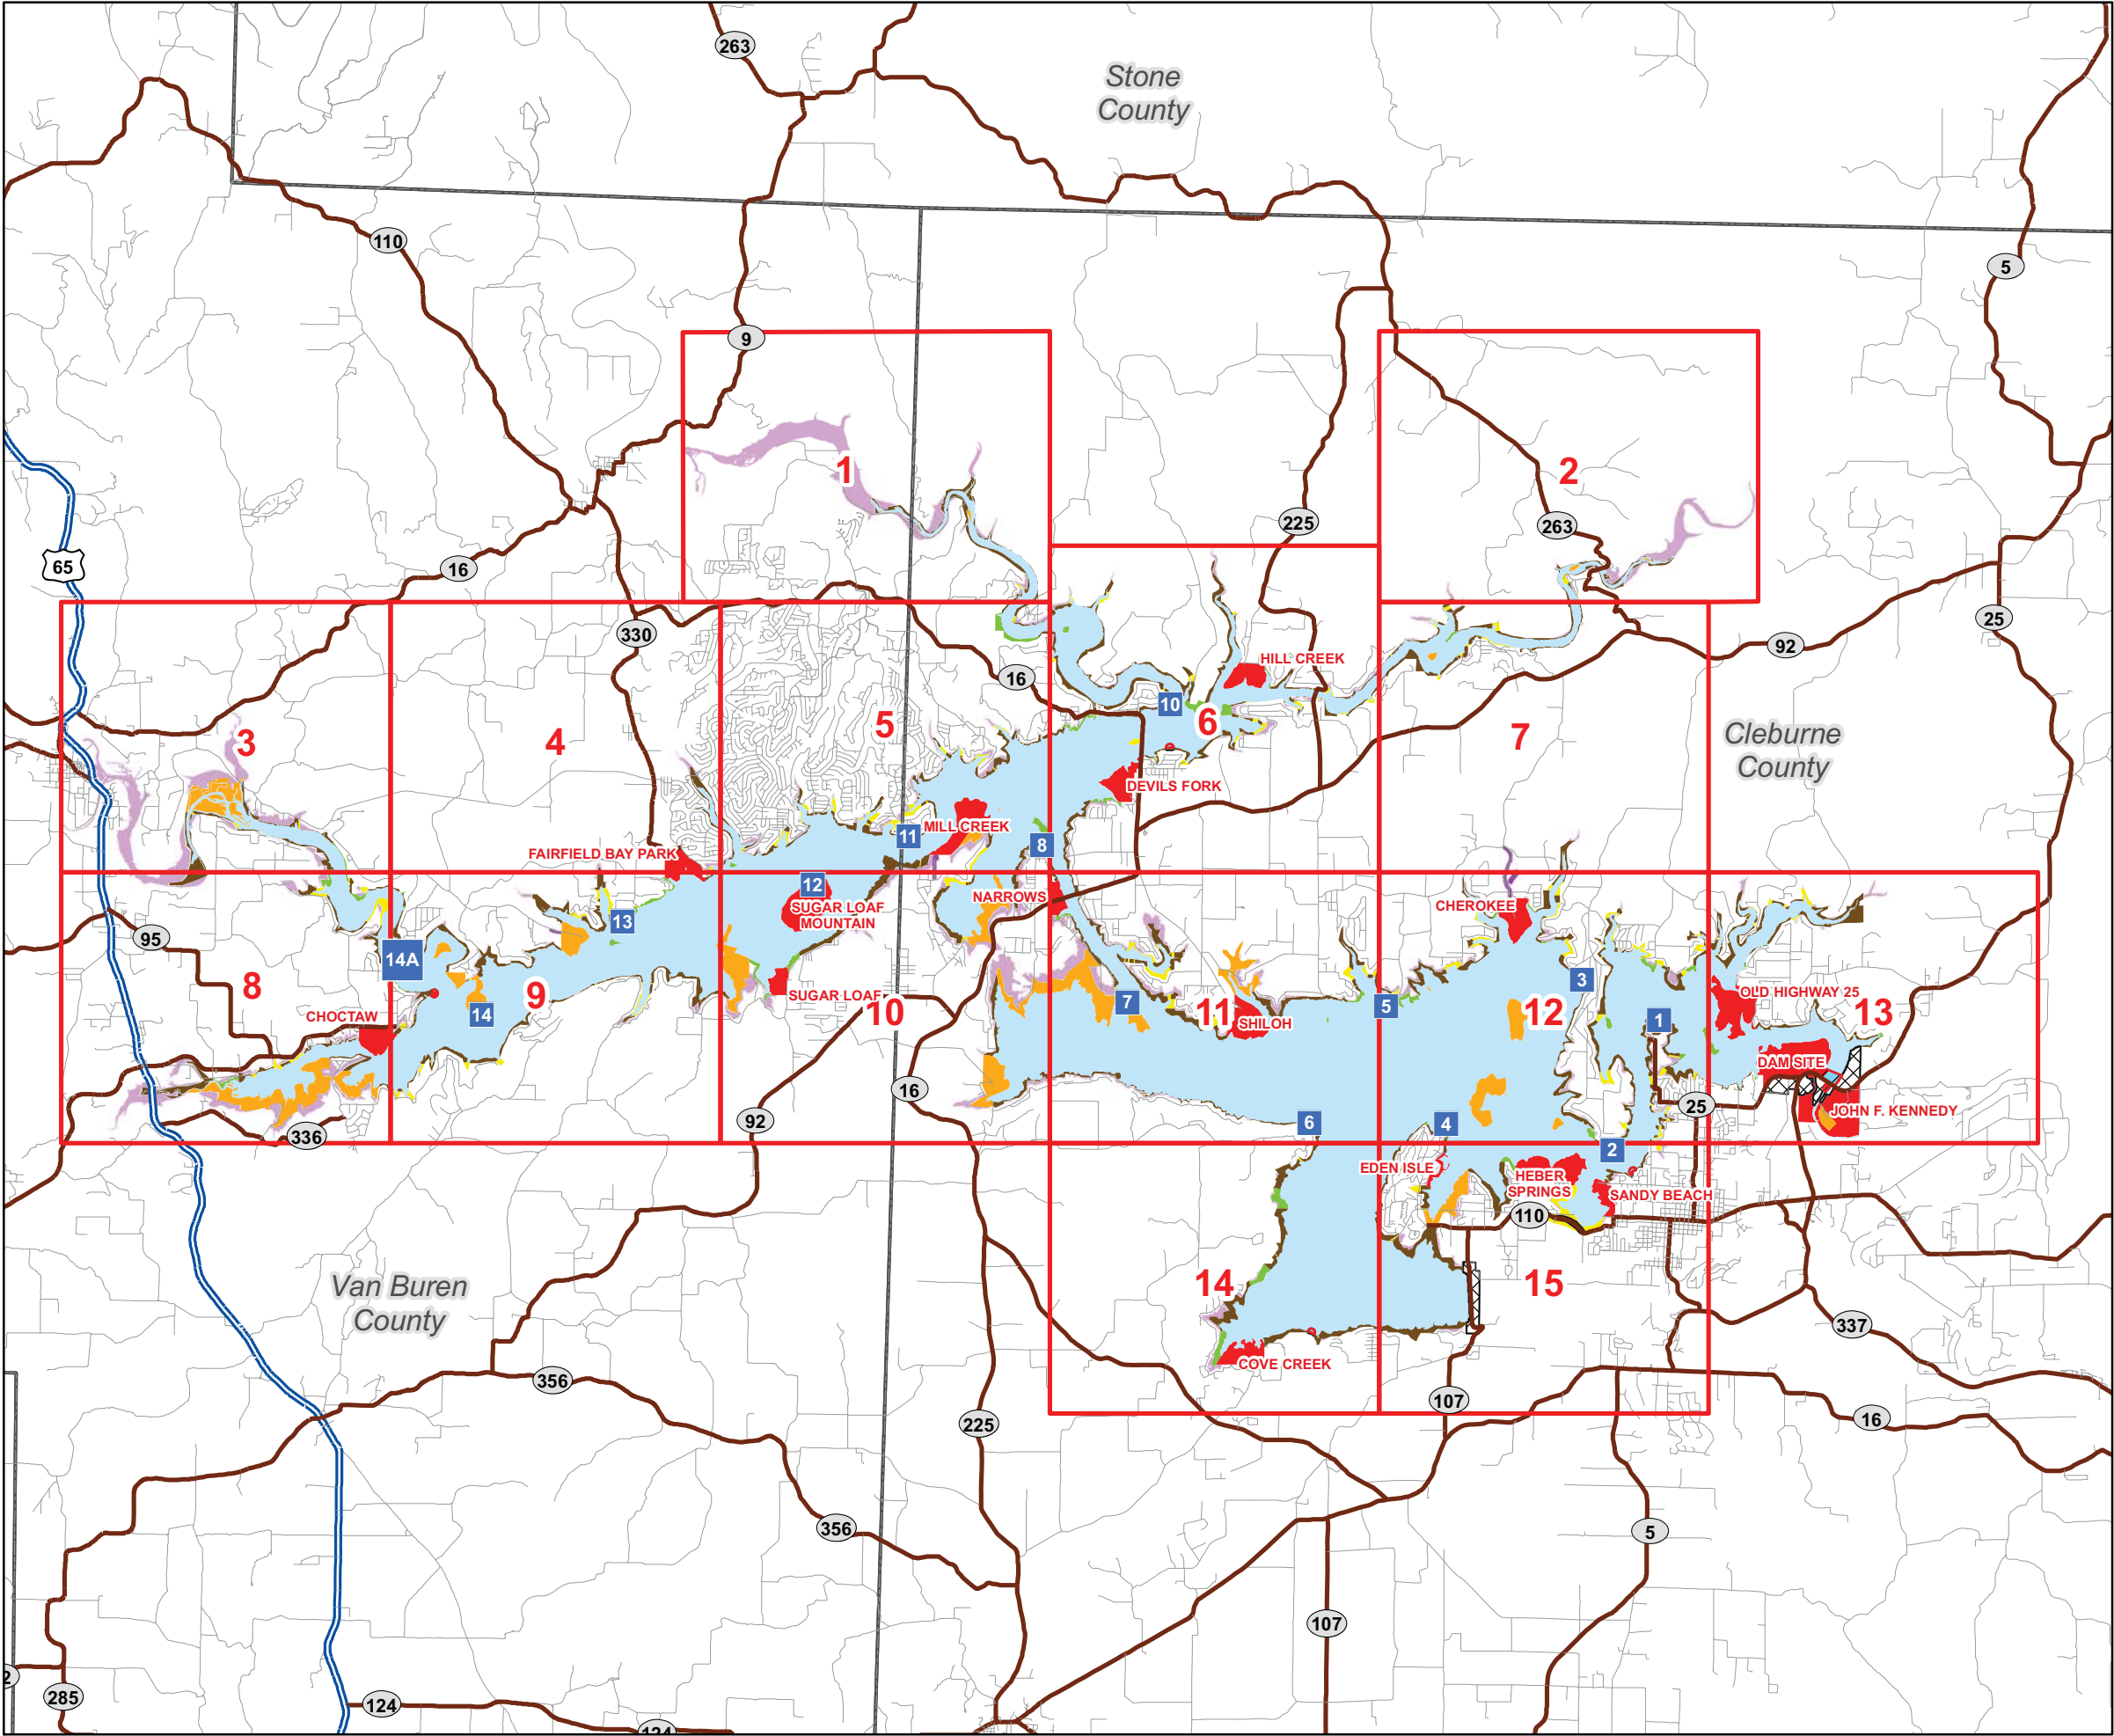 263
Stone
County
110
5
9
1
2
225
263
65
16
330
25
92
HILL CREEK
16
10
6
3
4
5
7
Cleburne
County
DEVILS FORK
MILL CREEK
11
8
FAIRFIELD BAY PARK
12
NARROWS
SUGAR LOAF
MOUNTAIN
CHEROKEE
13
95
14A
3
8
9
SUGAR LOAF
10
7
11
SHILOH
5
12
1
OLD HIGHWAY 25
13
CHOCTAW
14
DAM SITE
16
25
JOHN F. KENNEDY
92
6
4
336
2
EDEN ISLE
HEBER
SPRINGS
SANDY BEACH
110
Van Buren
County
14
15
337
COVE CREEK
356
107
225
16
356
5
107
2
285
124
124